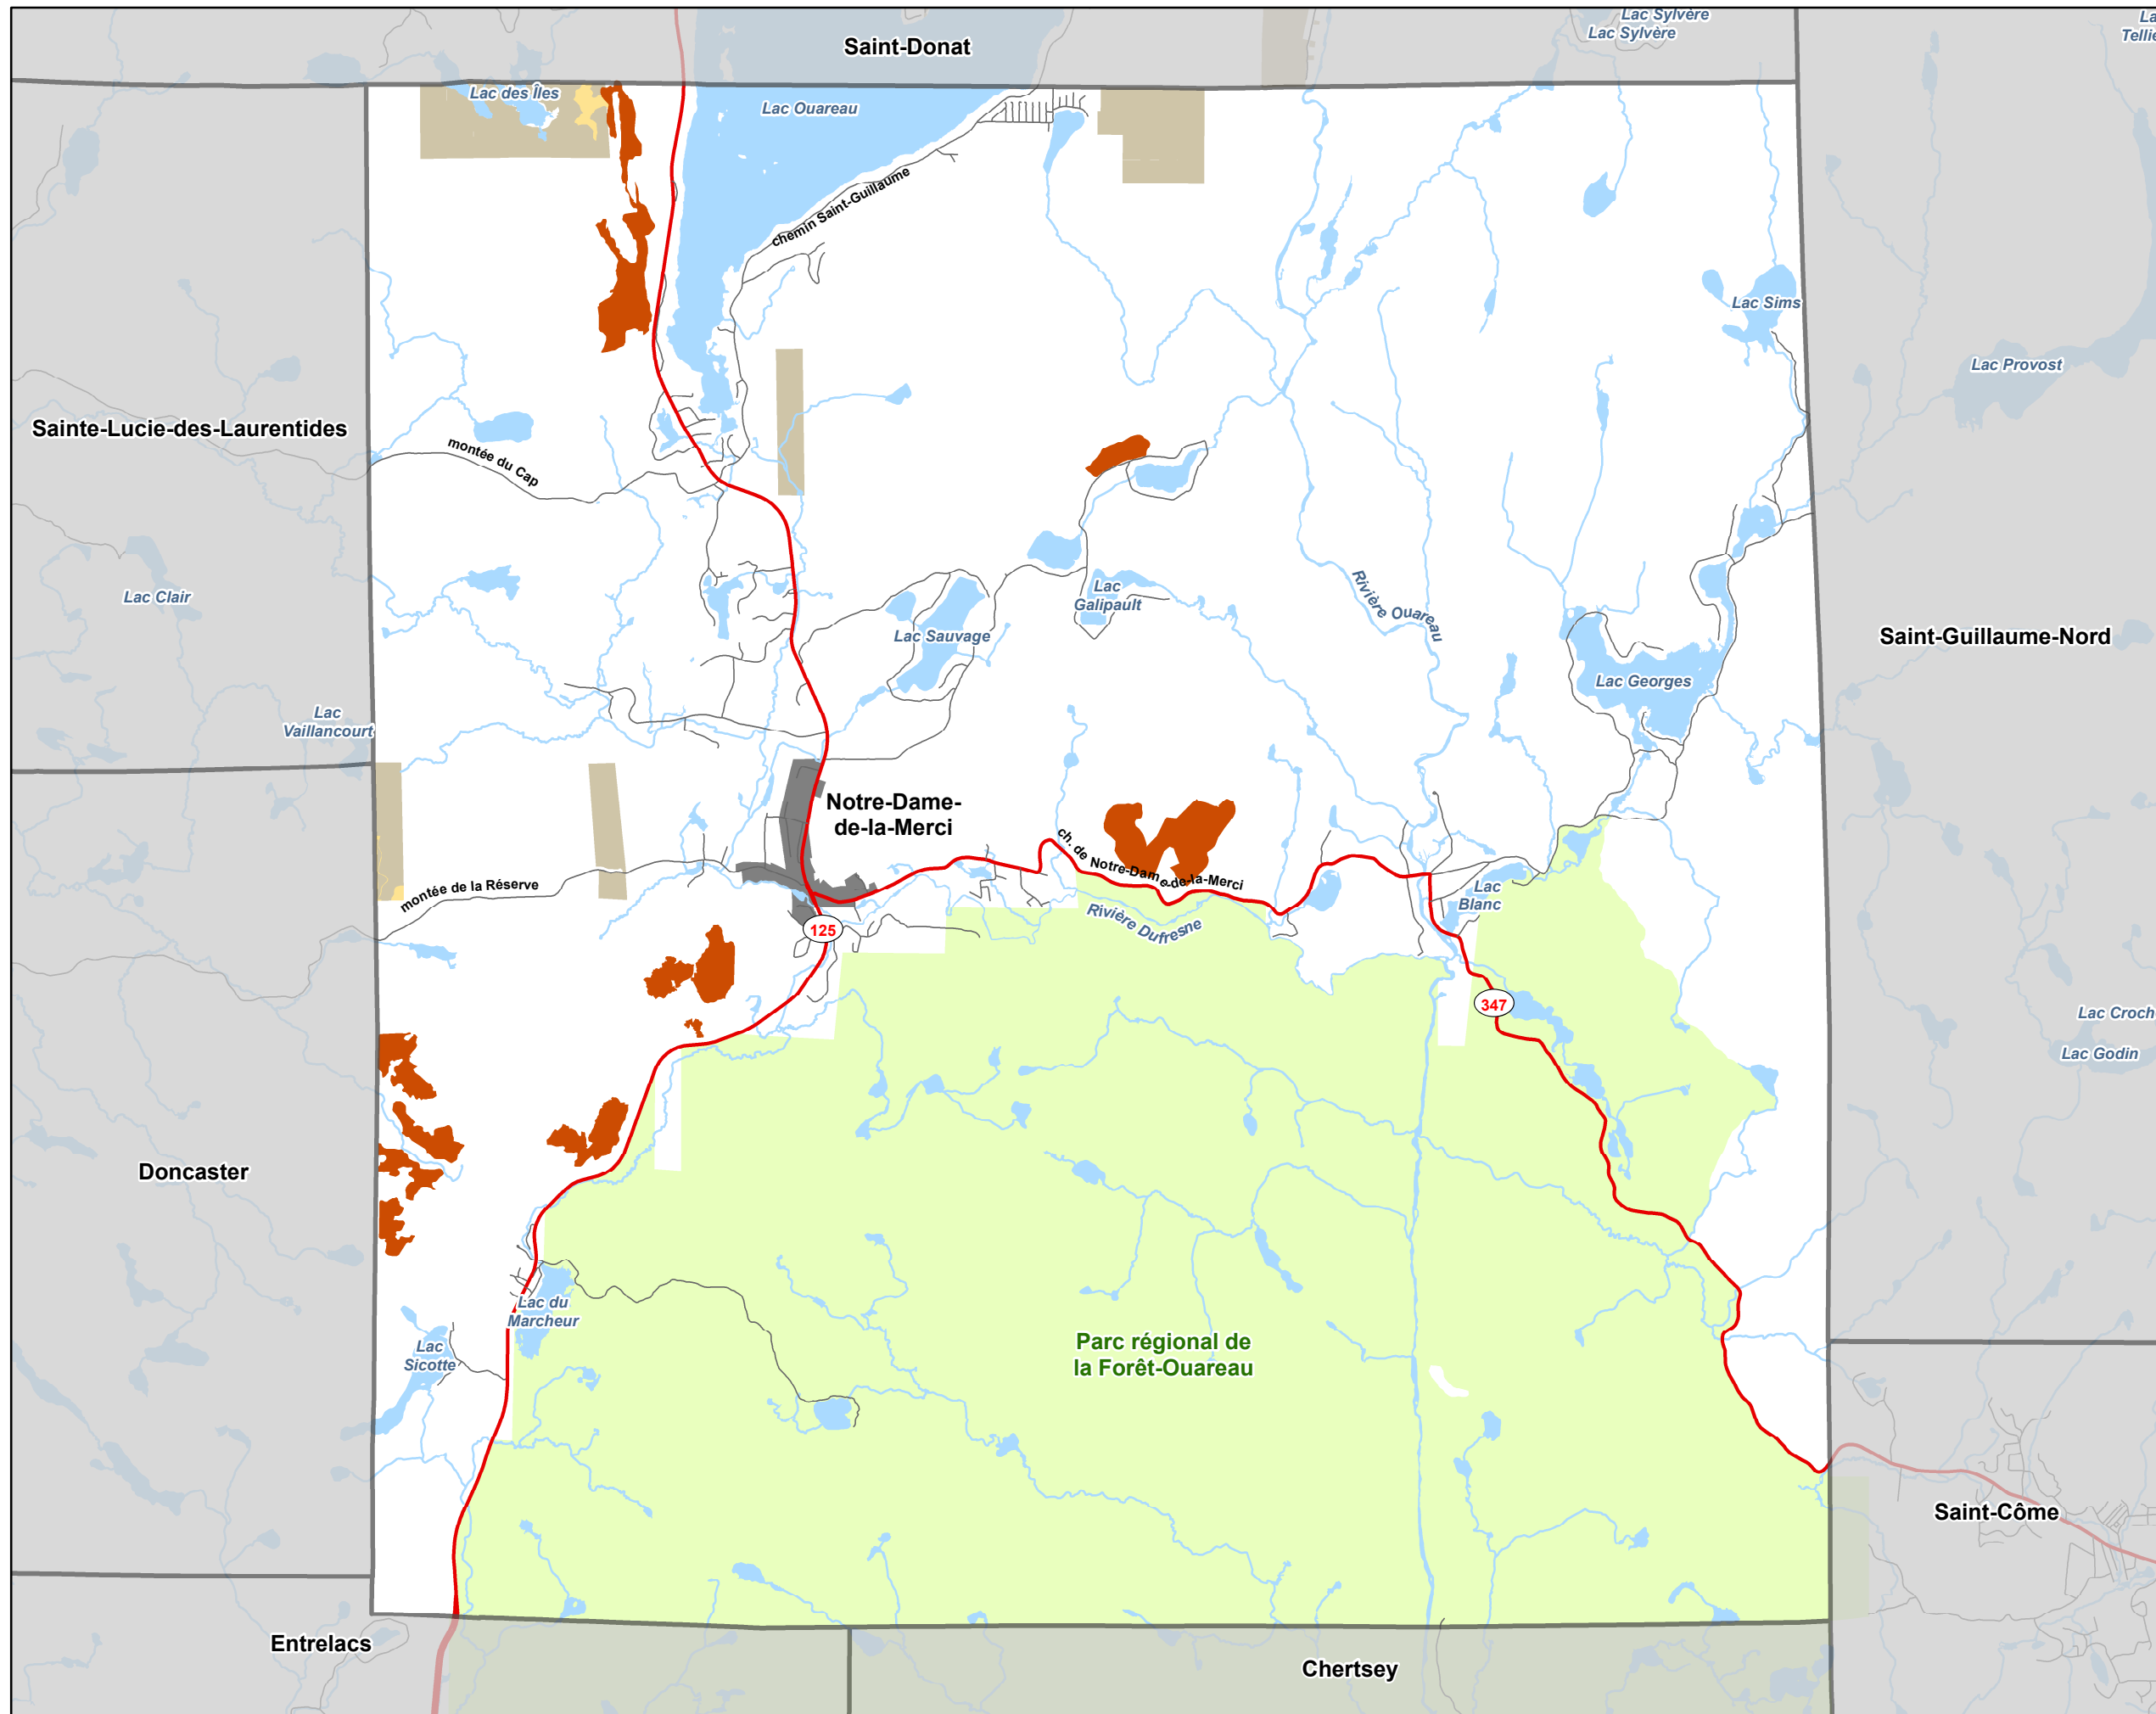 Lac Sylvère
Lac Sylvère
Saint-Donat
Lac des Îles
Lac Ouareau
chemin Saint-Guillaume
Lac Sims
Lac Provost
Sainte-Lucie-des-Laurentides
montée du Cap
Lac Clair
Lac
Galipault
Rivière Ouareau
Lac Sauvage
Saint-Guillaume-Nord
Lac Georges
Lac
Vaillancourt
Notre-Dame-
de-la-Merci
ch. de Notre-Dame-de-la-Merci
montée de la Réserve
Lac
Blanc
Rivière Dufresne
125
347
Lac Croch
Lac Godin
Doncaster
Lac du
Marcheur
Lac
Sicotte
Parc régional de
la Forêt-Ouareau
Saint-Côme
Entrelacs
Chertsey